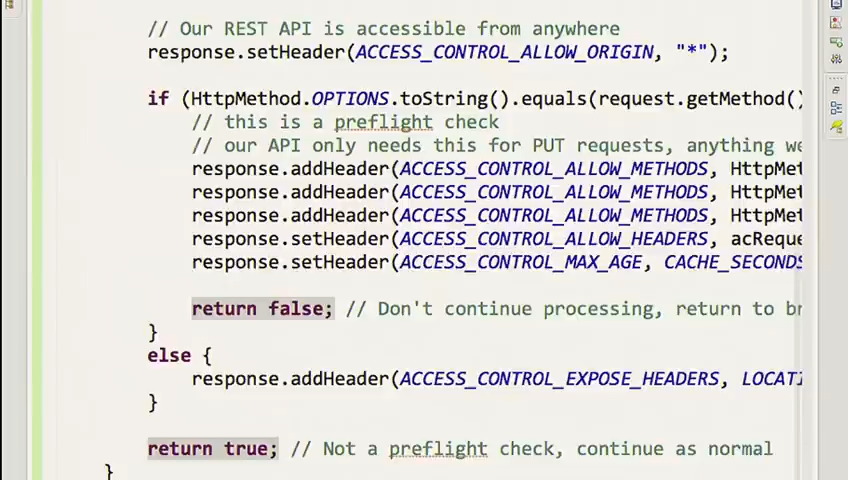 // Our REST API is accessible from anywhere
response.setHeader(ACCESS_CONTROL_ALLOW_ORIGIN, "*");
if (HttpMethod.OPTIONS.toString().equals(request.getMethod()
// this is a preflight check
// our API only needs this for PUT requests, anything we
response.addHeader(ACCESS_CONTROL_ALLOW_METHODS, HttpMet
response.addHeader(ACCESS_CONTROL_ALLOW_METHODS, HttpMet
response.addHeader(ACCESS_CONTROL_ALLOW_METHODS, HttpMet
response.setHeader(ACCESS_CONTROL_ALLOW_HEADERS, acReque
response.setHeader(ACCESS_CONTROL_MAX_AGE, CACHE_SECONDS
return false; // Don't continue processing, return to br
}
else {
response.addHeader(ACCESS_CONTROL_EXPOSE_HEADERS, LOCATI
}
return true; // Not a preflight check, continue as normal
}